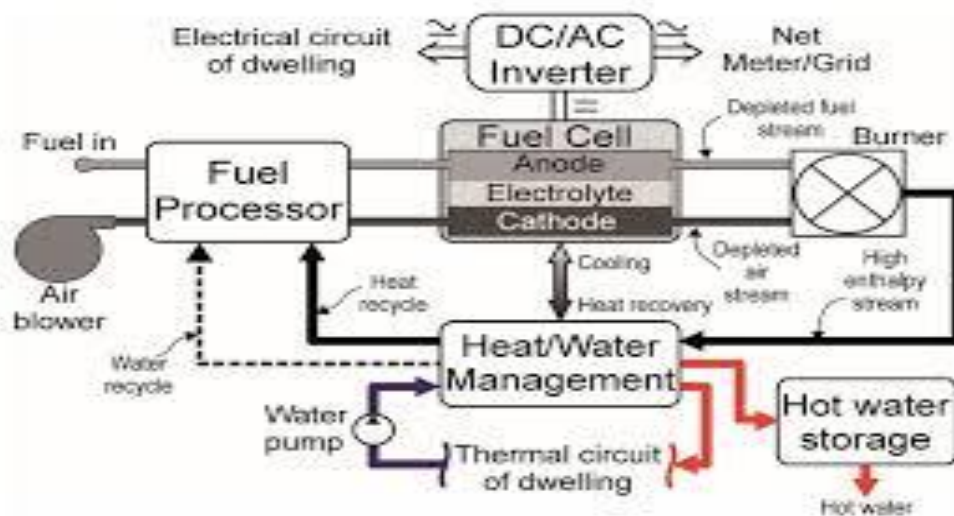 Electrical circuit
of dwelling
DC/AC
Inverter
Net
Meter/Grid
Depleted fuel
stream
Burner
Fuel in
Fuel
Processor
Fuel Cell
Anode
Electrolyte
Cathode
Air
blower
Cooling
Heat recovery
Depleted
air
stream
High
enthalpy
stream
Heat
recycle
Water
recycle
Heat/Water
Management
Water
pump
Thermal circuit
of dwelling
Hot water
storage
Hot water